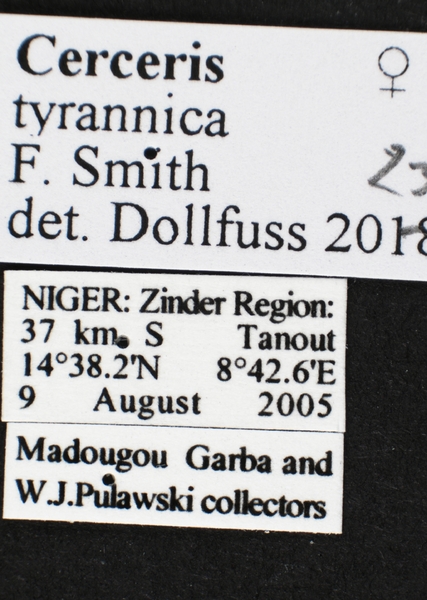 Cerceris ♀
tyrannica
F. Smith
det. Dollfuss 2018
NIGER: Zinder Region:
37 km. S Tanout
14°38.2'N 8°42.6'E
9 August 2005
Madougou Garba and
W.J.Pulawski collectors